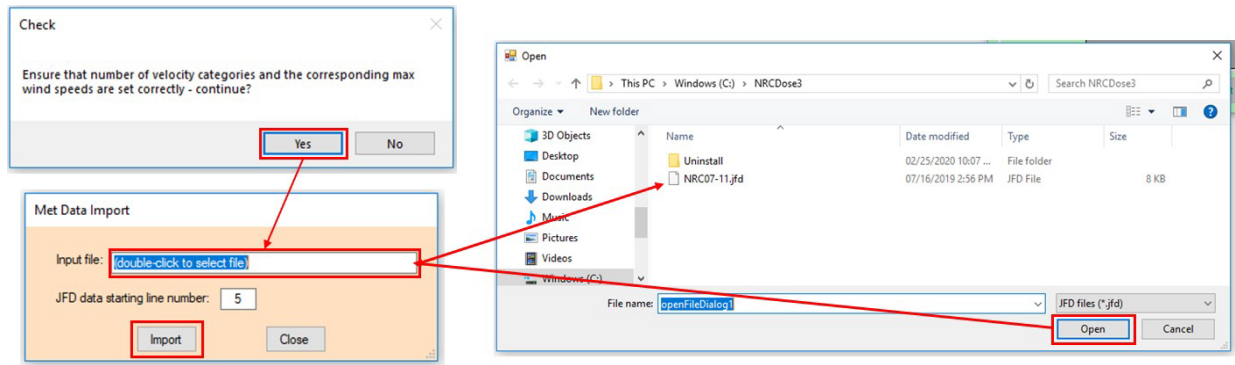 Check
Ensure that number of velocity categories and the corresponding max
wind speeds are set correctly - continue?
Yes
No
Met Data Import
Input file: (double-click to select file)
JFD data starting line number: 5
Import
Close
Open
This PC > Windows (C:) > NRCDose3
Search NRCDose3
Organize
New folder
3D Objects
Desktop
Documents
Downloads
Music
Pictures
Videos
Windows (C:)
Name
Date modified
Type
Size
Uninstall
02/25/2020 10:07 ...
File folder
NRC07-11.jfd
07/16/2019 2:56 PM
JFD File
8 KB
File name: openFileDialog1
JFD files (*.jfd)
Open
Cancel